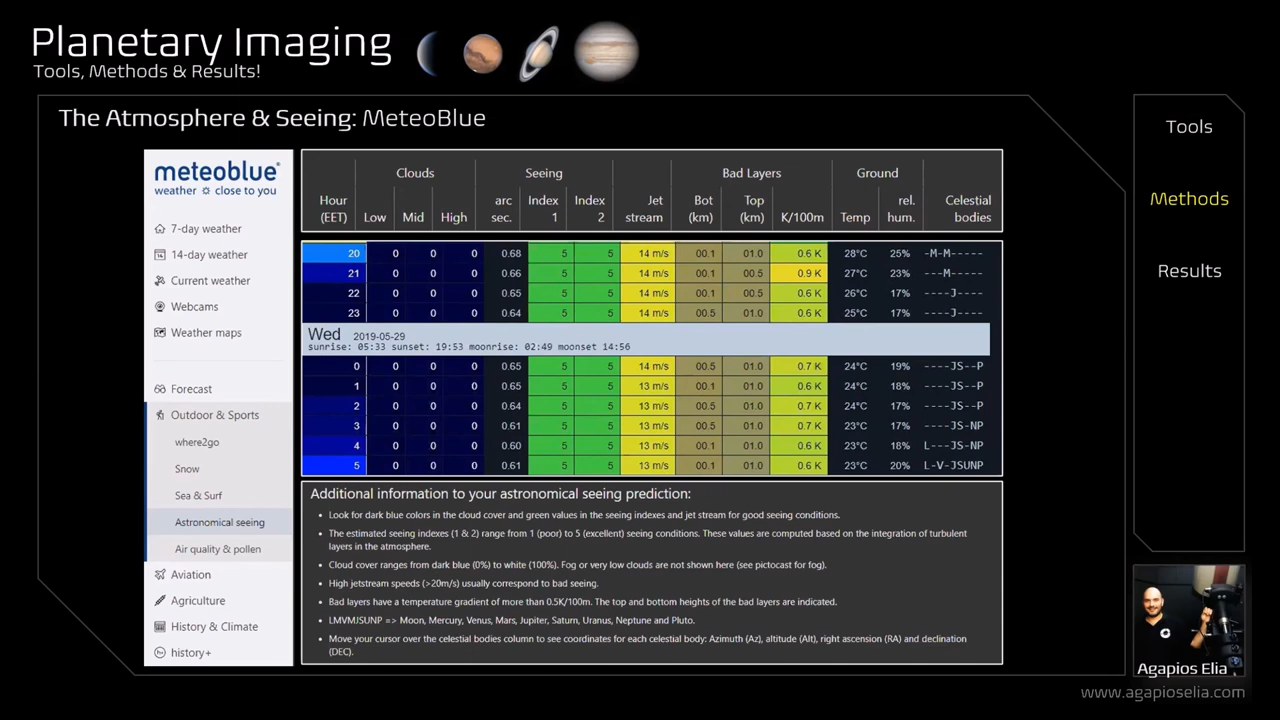 Planetary Imaging
Tools, Methods & Results!
The Atmosphere & Seeing: MeteoBlue
Tools
Methods
Results
meteoblue®
weather ☼ close to you
7-day weather
14-day weather
Current weather
Webcams
Weather maps
Forecast
Outdoor & Sports
where2go
Snow
Sea & Surf
Astronomical seeing
Air quality & pollen
Aviation
Agriculture
History & Climate
history+
Clouds Seeing Bad Layers Ground
Hour arc Index Index Jet Bot Top rel. Celestial
(EET) Low Mid High sec. 1 2 stream (km) (km) K/100m Temp hum. bodies
20 0 0 0 0.68 5 5 14 m/s 00.1 01.0 0.6 K 28°C 25% -M-M-----
21 0 0 0 0.66 5 5 14 m/s 00.1 00.5 0.9 K 27°C 23% ---M-----
22 0 0 0 0.65 5 5 14 m/s 00.1 00.5 0.6 K 26°C 17% ----J----
23 0 0 0 0.64 5 5 14 m/s 00.5 01.0 0.6 K 25°C 17% ----J----
Wed 2019-05-29
sunrise: 05:33 sunset: 19:53 moonrise: 02:49 moonset 14:56
0 0 0 0 0.65 5 5 14 m/s 00.5 01.0 0.7 K 24°C 19% ----JS--P
1 0 0 0 0.65 5 5 13 m/s 00.1 01.0 0.6 K 24°C 18% ----JS--P
2 0 0 0 0.64 5 5 13 m/s 00.5 01.0 0.7 K 24°C 17% ----JS--P
3 0 0 0 0.61 5 5 13 m/s 00.5 01.0 0.7 K 23°C 17% ----JS-NP
4 0 0 0 0.60 5 5 13 m/s 00.1 01.0 0.6 K 23°C 18% L---JS-NP
5 0 0 0 0.61 5 5 13 m/s 00.1 01.0 0.6 K 23°C 20% L-V-JSUNP
Additional information to your astronomical seeing prediction:
• Look for dark blue colors in the cloud cover and green values in the seeing indexes and jet stream for good seeing conditions.
• The estimated seeing indexes (1 & 2) range from 1 (poor) to 5 (excellent) seeing conditions. These values are computed based on the integration of turbulent
layers in the atmosphere.
• Cloud cover ranges from dark blue (0%) to white (100%). Fog or very low clouds are not shown here (see pictocast for fog).
• High jetstream speeds (>20m/s) usually correspond to bad seeing.
• Bad layers have a temperature gradient of more than 0.5K/100m. The top and bottom heights of the bad layers are indicated.
• LMVMJSUNP => Moon, Mercury, Venus, Mars, Jupiter, Saturn, Uranus, Neptune and Pluto.
• Move your cursor over the celestial bodies column to see coordinates for each celestial body: Azimuth (Az), altitude (Alt), right ascension (RA) and declination
(DEC).
Agapios Elia
www.agapioselia.com